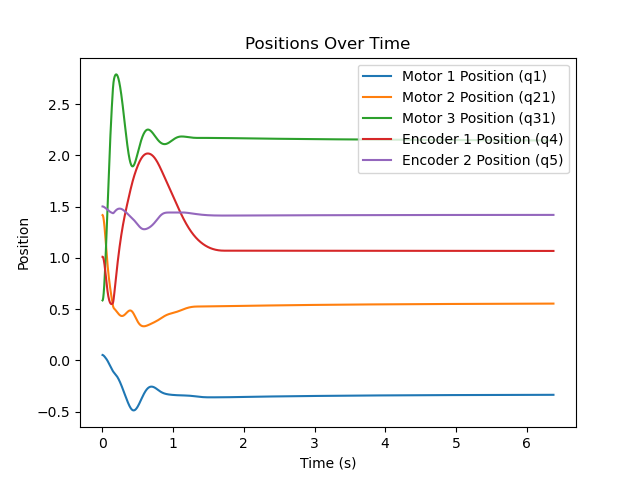 Positions Over Time
Motor 1 Position (q1)
Motor 2 Position (q21)
Motor 3 Position (q31)
Encoder 1 Position (q4)
Encoder 2 Position (q5)
Position
2.5
2.0
1.5
1.0
0.5
0.0
−0.5
0 1 2 3 4 5 6
Time (s)